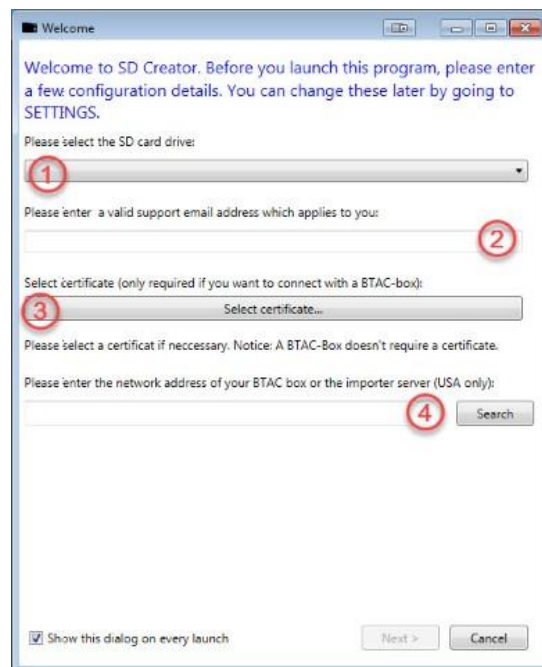 Welcome
Welcome to SD Creator. Before you launch this program, please enter
a few configuration details. You can change these later by going to
SETTINGS.
Please select the SD card drive:
1
Please enter a valid support email address which applies to you:
2
Select certificate (only required if you want to connect with a BTAC-box):
3
Select certificate...
Please select a certificat if neccessary. Notice: A BTAC-Box doesn't require a certificate.
Please enter the network address of your BTAC box or the importer server (USA only):
4
Search
Show this dialog on every launch
Next >
Cancel